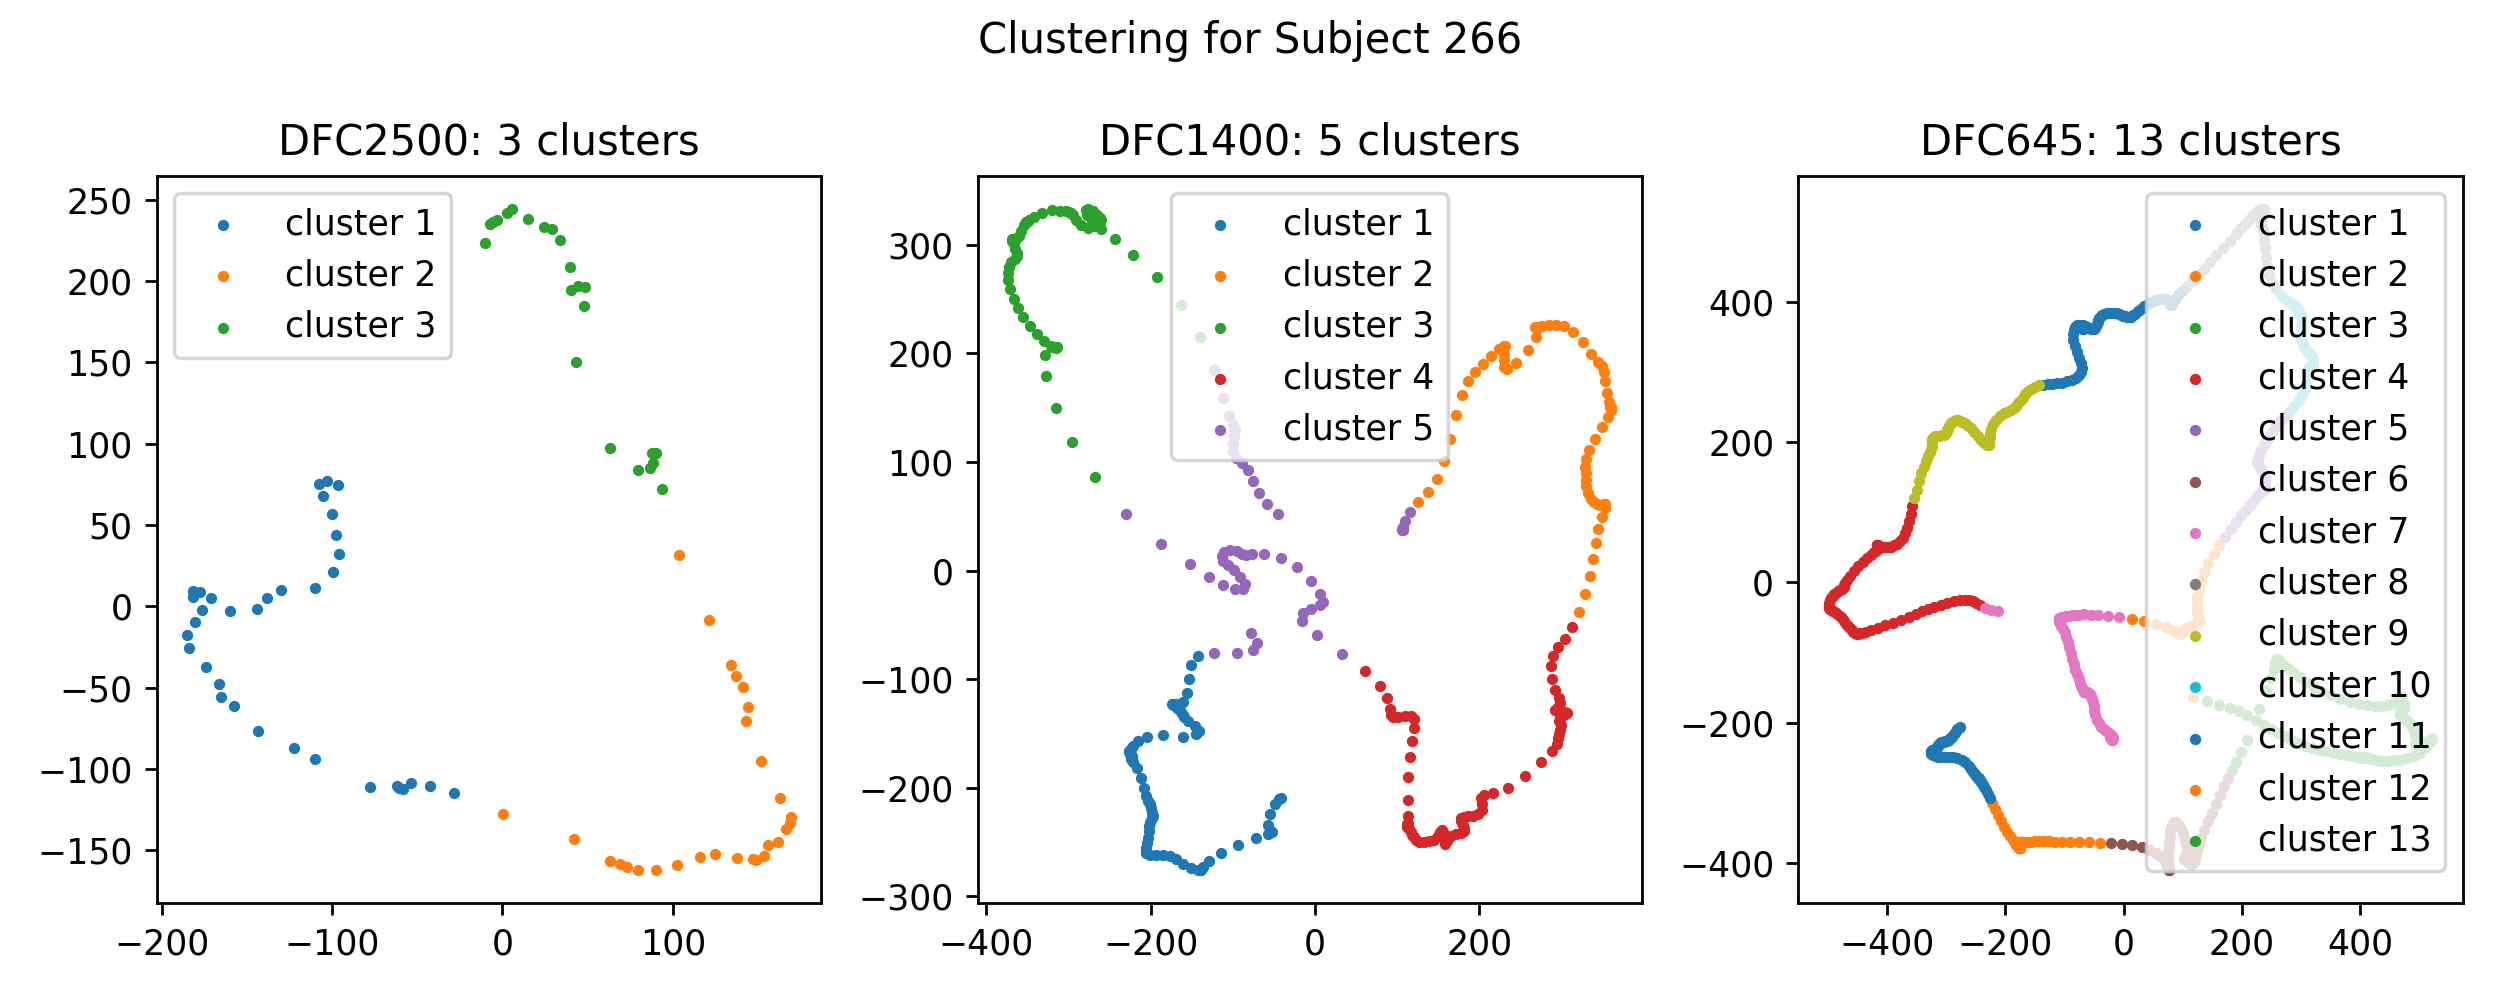 Clustering for Subject 266
DFC2500: 3 clusters
250
200
150
100
50
0
−50
−100
−150
−200
−100
0
100
cluster 1
cluster 2
cluster 3
DFC1400: 5 clusters
300
200
100
0
−100
−200
−300
−400
−200
0
200
cluster 1
cluster 2
cluster 3
cluster 4
cluster 5
DFC645: 13 clusters
400
200
0
−200
−400
−400
−200
0
200
400
cluster 1
cluster 2
cluster 3
cluster 4
cluster 5
cluster 6
cluster 7
cluster 8
cluster 9
cluster 10
cluster 11
cluster 12
cluster 13